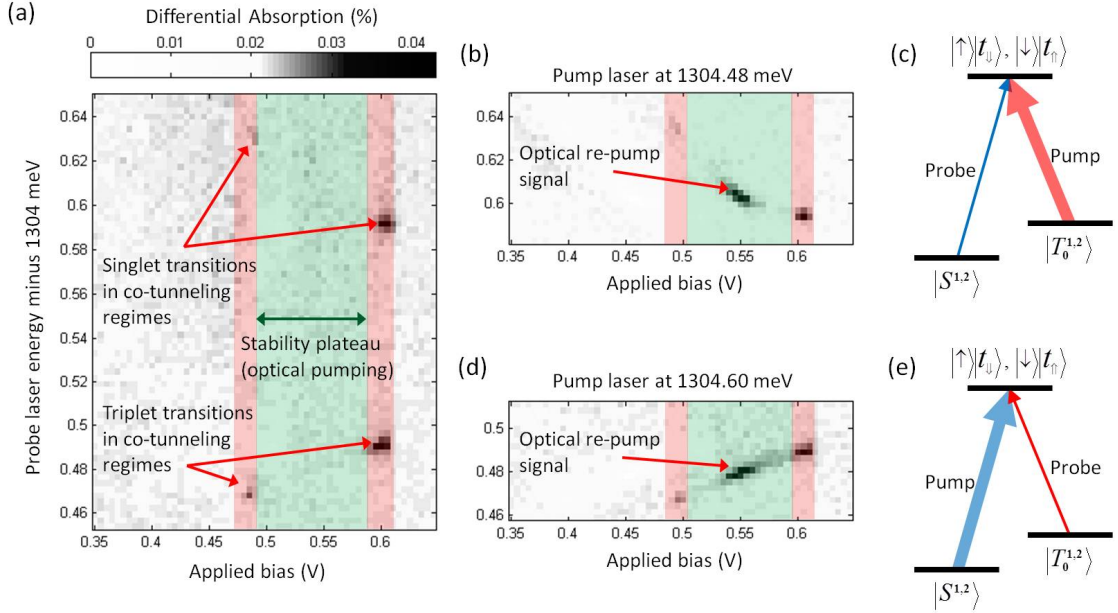 (a)
Differential Absorption (%)
0 0.01 0.02 0.03 0.04
Probe laser energy minus 1304 meV
0.64
0.62
0.6
0.58
0.56
0.54
0.52
0.5
0.48
0.46
Singlet transitions
in co-tunneling
regimes
Stability plateau
(optical pumping)
Triplet transitions
in co-tunneling
regimes
0.35 0.4 0.45 0.5 0.55 0.6
Applied bias (V)
(b)
Pump laser at 1304.48 meV
0.64
0.62
0.6
Optical re-pump
signal
0.35 0.4 0.45 0.5 0.55 0.6
Applied bias (V)
(c)
|↑⟩|t⇓⟩, |↓⟩|t⇑⟩
Probe
Pump
|T₀¹,²⟩
|S¹,²⟩
(d)
Pump laser at 1304.60 meV
0.5
0.48
0.46
Optical re-pump
signal
0.35 0.4 0.45 0.5 0.55 0.6
Applied bias (V)
(e)
|↑⟩|t⇓⟩, |↓⟩|t⇑⟩
Pump
Probe
|T₀¹,²⟩
|S¹,²⟩